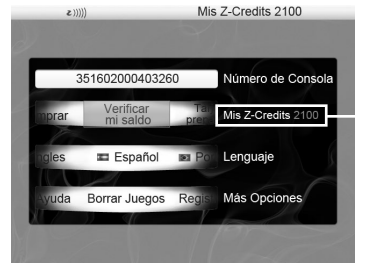 Mis Z-Credits 2100
351602000403260 Número de Consola
Verificar mi saldo Mis Z-Credits 2100
Español Lenguaje
Ayuda Borrar Juegos Más Opciones